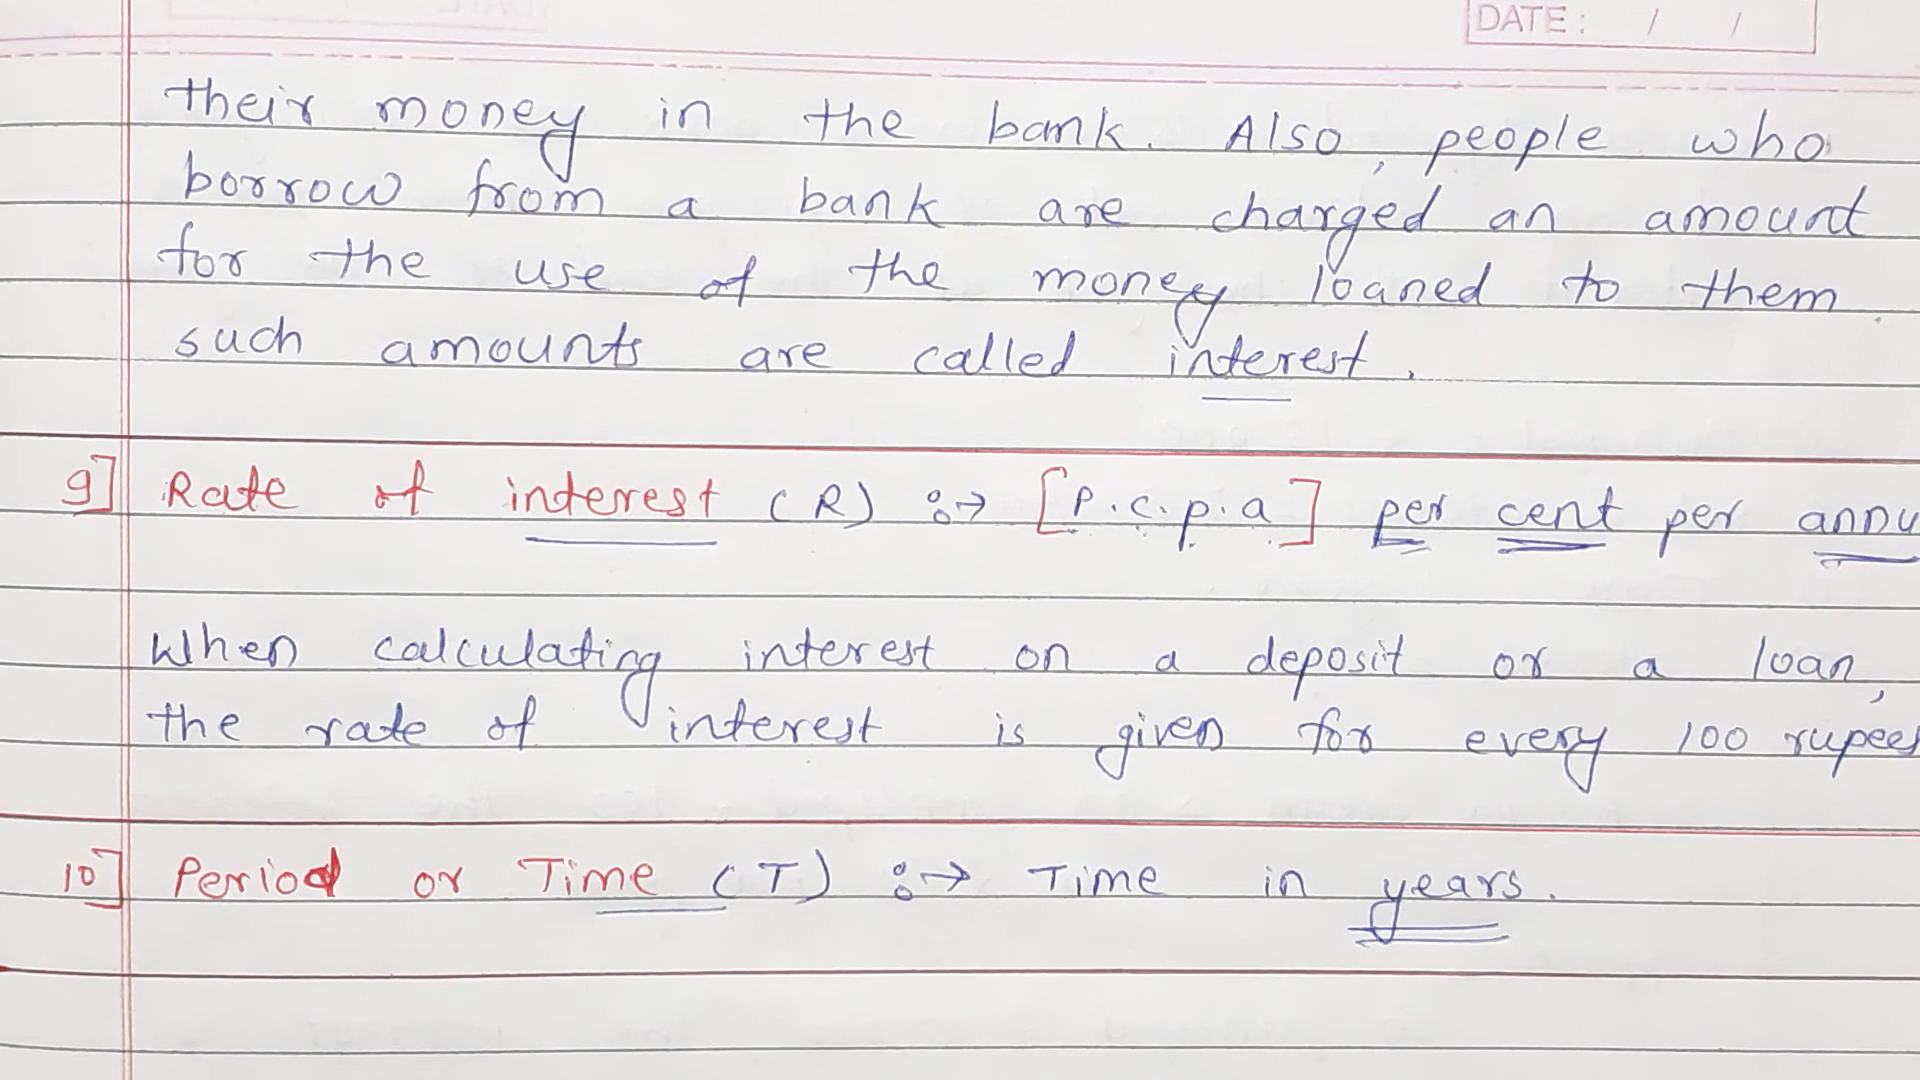 DATE: / /
their money in the bank. Also, people who
borrow from a bank are charged an amount
for the use of the money loaned to them.
such amounts are called interest.
9] Rate of interest (R) :→ [P.c.p.a] per cent per annu
When calculating interest on a deposit or a loan,
the rate of interest is given for every 100 rupees
10] Period or Time (T) :→ Time in years.